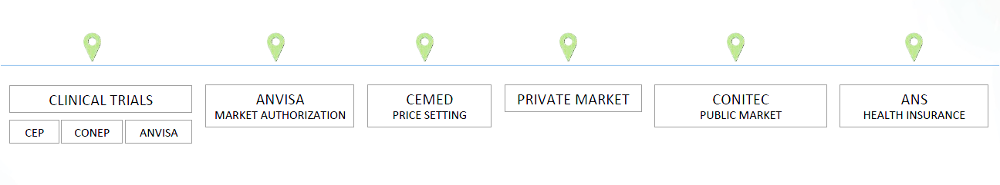 CLINICAL TRIALS
CEP
CONEP
ANVISA
ANVISA
MARKET AUTHORIZATION
CEMED
PRICE SETTING
PRIVATE MARKET
CONITEC
PUBLIC MARKET
ANS
HEALTH INSURANCE